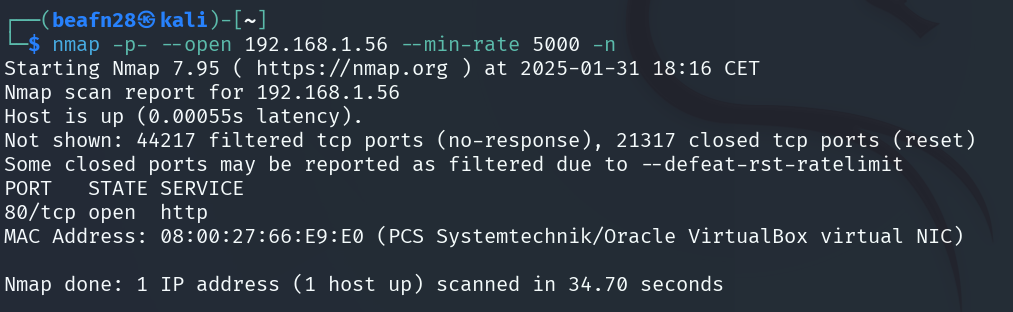 ┌──(beafn28㉿kali)-[~]
└─$ nmap -p- --open 192.168.1.56 --min-rate 5000 -n
Starting Nmap 7.95 ( https://nmap.org ) at 2025-01-31 18:16 CET
Nmap scan report for 192.168.1.56
Host is up (0.00055s latency).
Not shown: 44217 filtered tcp ports (no-response), 21317 closed tcp ports (reset)
Some closed ports may be reported as filtered due to --defeat-rst-ratelimit
PORT   STATE SERVICE
80/tcp open  http
MAC Address: 08:00:27:66:E9:E0 (PCS Systemtechnik/Oracle VirtualBox virtual NIC)
Nmap done: 1 IP address (1 host up) scanned in 34.70 seconds